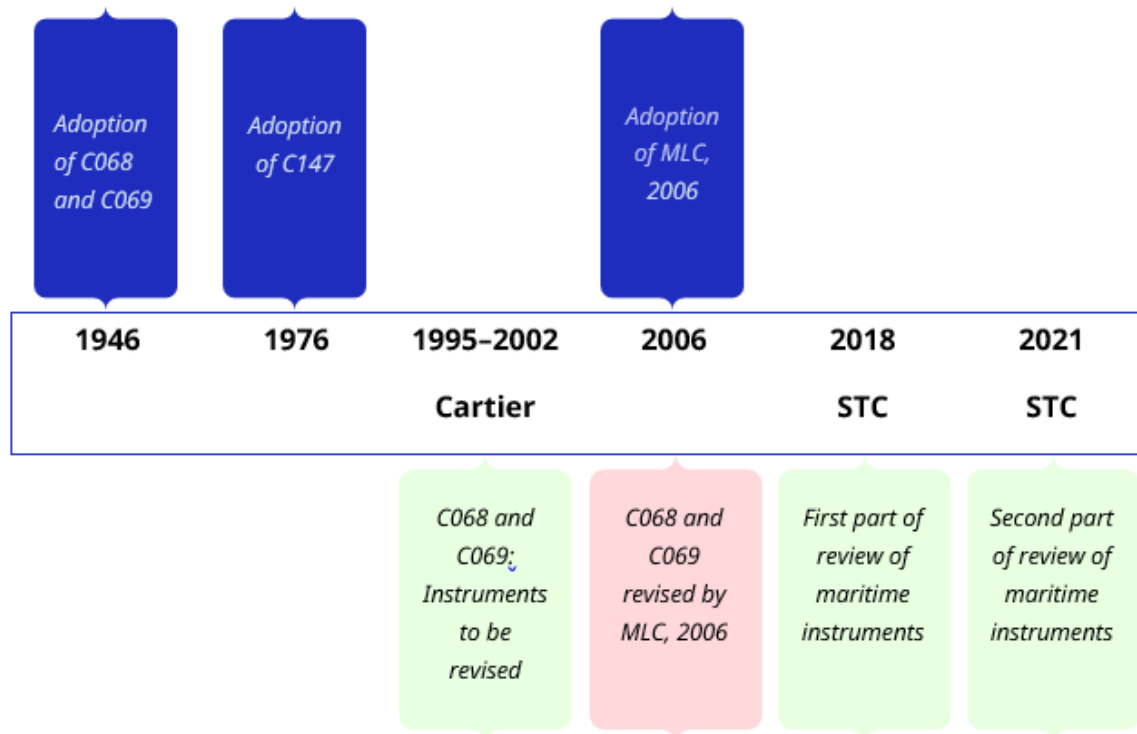 Adoption
of C068
and C069
Adoption
of C147
Adoption
of MLC,
2006
1946
1976
1995–2002
2006
2018
2021
Cartier
STC
STC
C068 and
C069:
Instruments
to be
revised
C068 and
C069
revised by
MLC, 2006
First part of
review of
maritime
instruments
Second part
of review of
maritime
instruments